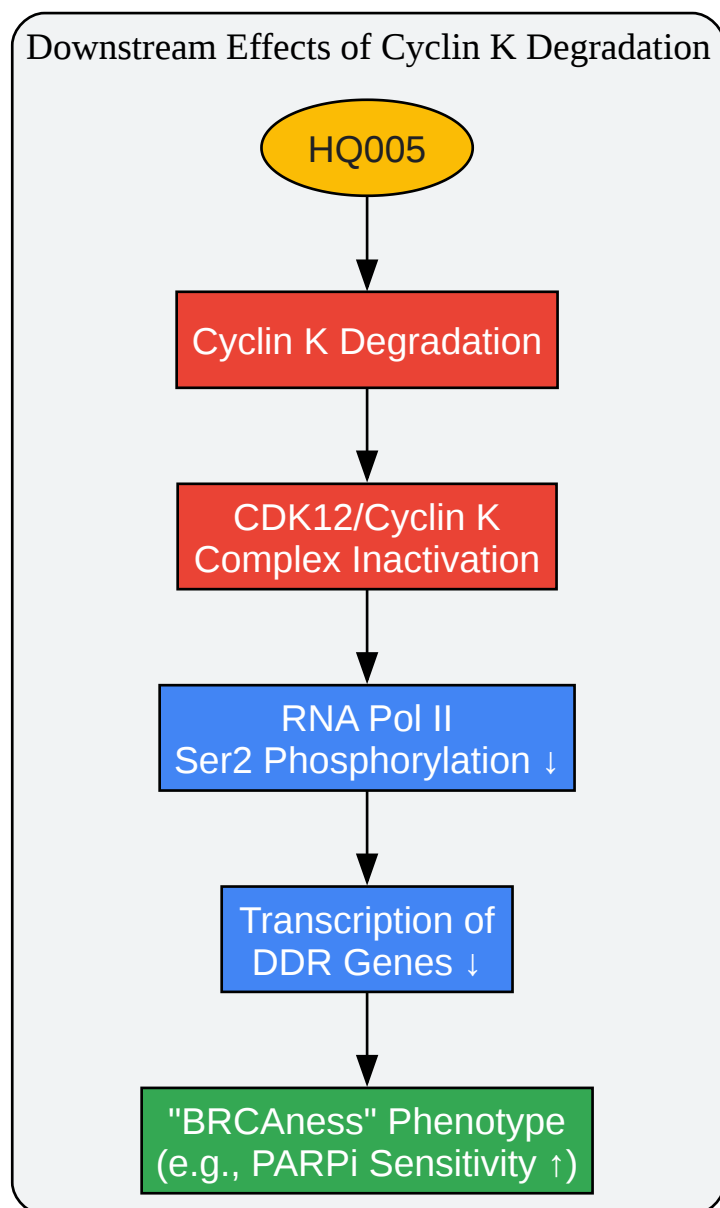 Downstream Effects of Cyclin K Degradation
HQ005
Cyclin K Degradation
CDK12/Cyclin K
Complex Inactivation
RNA Pol II
Ser2 Phosphorylation ↓
Transcription of
DDR Genes ↓
"BRCAness" Phenotype
(e.g., PARPi Sensitivity ↑)